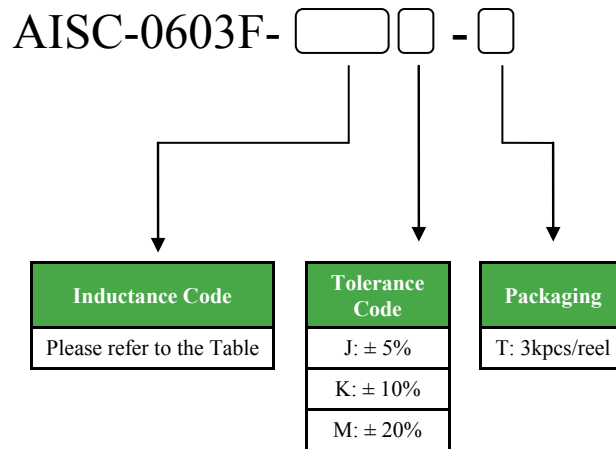 AISC-0603F- -
Inductance Code
Please refer to the Table
Tolerance
Code
J: ± 5%
K: ± 10%
M: ± 20%
Packaging
T: 3kpcs/reel